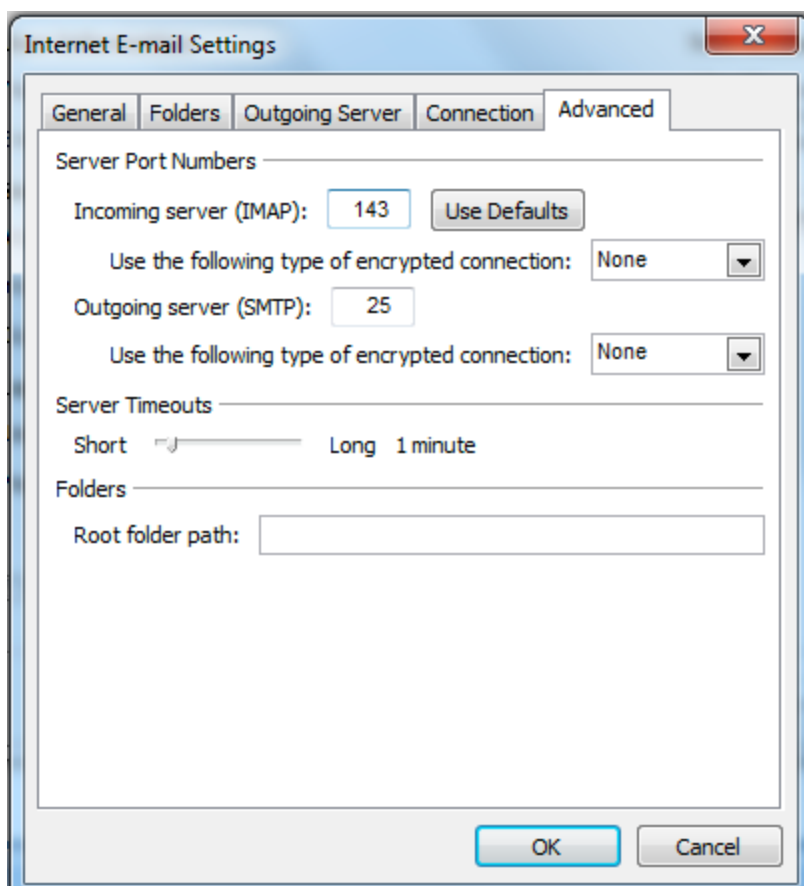 Internet E-mail Settings
General Folders Outgoing Server Connection Advanced
Server Port Numbers
Incoming server (IMAP): 143 Use Defaults
Use the following type of encrypted connection: None
Outgoing server (SMTP): 25
Use the following type of encrypted connection: None
Server Timeouts
Short Long 1 minute
Folders
Root folder path:
OK Cancel